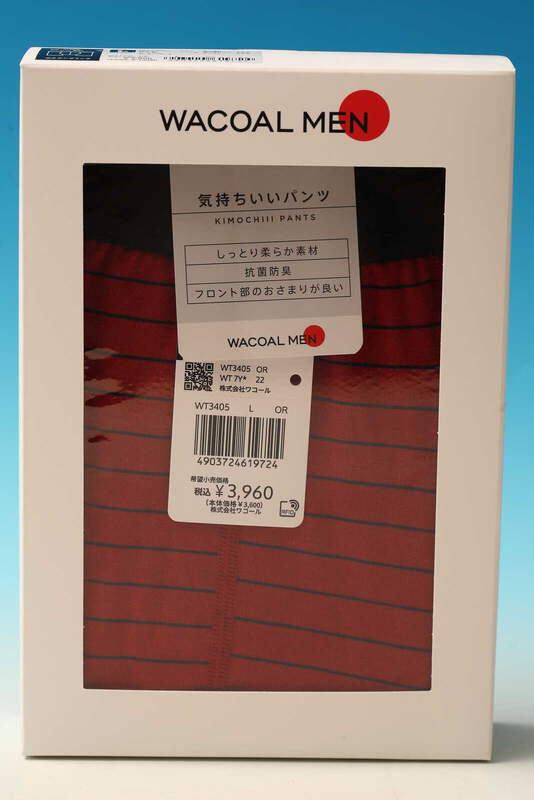 WACOAL MEN
気持ちいいパンツ
KIMOCHIII PANTS
しっとり柔らか素材
抗菌防臭
フロント部のおさまりが良い
WACOAL MEN
WT3405 OR
WT 7Y* 22
株式会社ワコール
WT3405 L OR
4903724619724
希望小売価格
税込 ¥3,960
(本体価格¥3,600)
株式会社ワコール
RFID